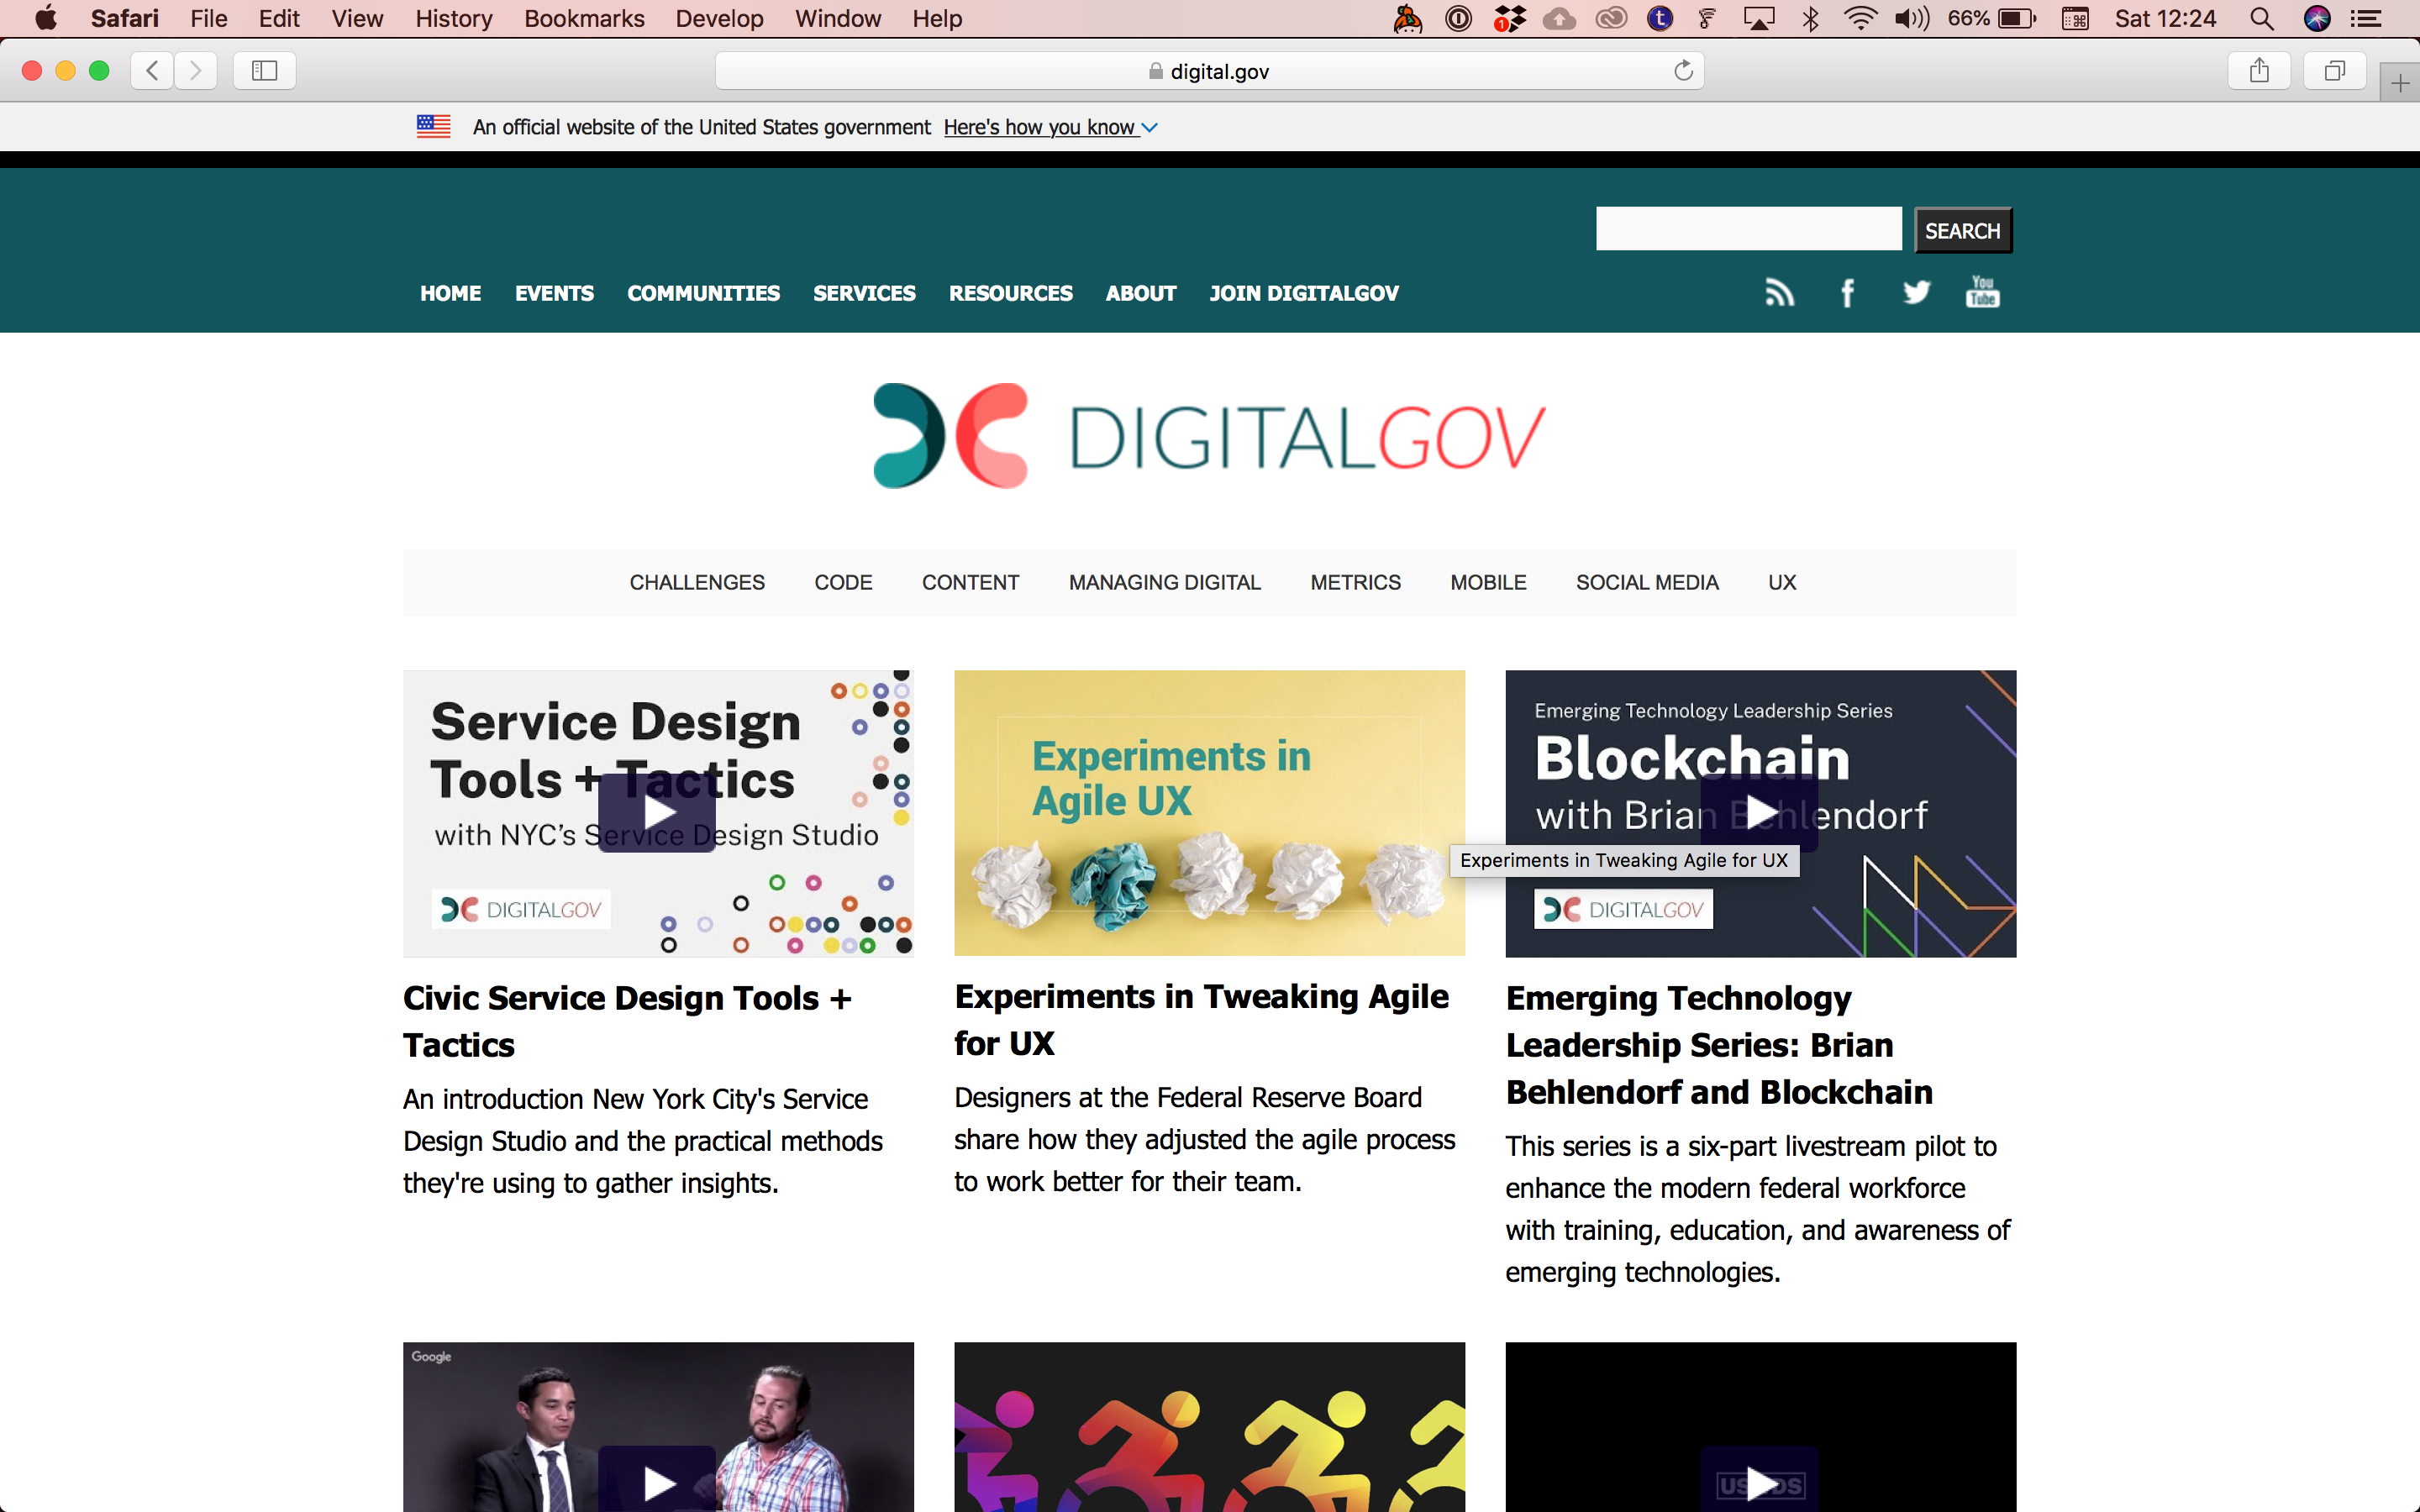 Safari File Edit View History Bookmarks Develop Window Help 1 t 66% Sat 12:24
digital.gov
An official website of the United States government Here's how you know
SEARCH
HOME EVENTS COMMUNITIES SERVICES RESOURCES ABOUT JOIN DIGITALGOV
You
Tube
DIGITALGOV
CHALLENGES CODE CONTENT MANAGING DIGITAL METRICS MOBILE SOCIAL MEDIA UX
Service Design
Tools + Tactics
with NYC's Service Design Studio
DIGITALGOV
Experiments in
Agile UX
Emerging Technology Leadership Series
Blockchain
with Brian Behlendorf
Experiments in Tweaking Agile for UX
DIGITALGOV
Civic Service Design Tools +
Tactics
An introduction New York City's Service
Design Studio and the practical methods
they're using to gather insights.
Experiments in Tweaking Agile
for UX
Designers at the Federal Reserve Board
share how they adjusted the agile process
to work better for their team.
Emerging Technology
Leadership Series: Brian
Behlendorf and Blockchain
This series is a six-part livestream pilot to
enhance the modern federal workforce
with training, education, and awareness of
emerging technologies.
Google